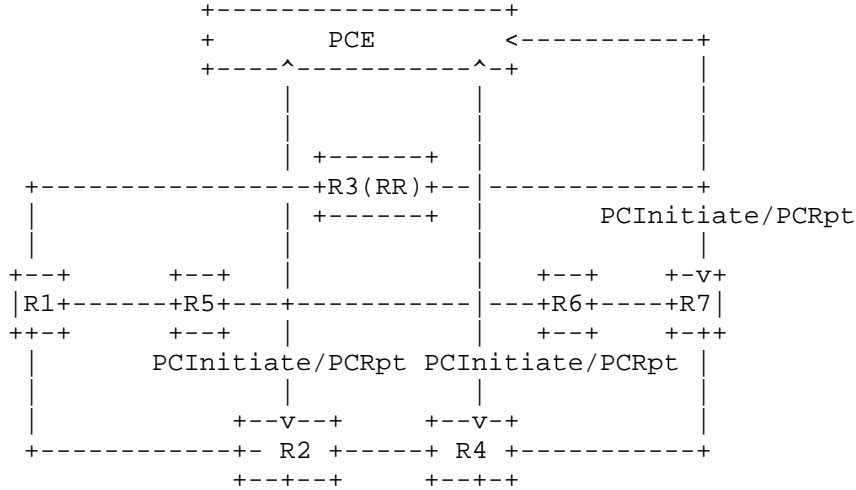 PCE
R3(RR)
PCInitiate/PCRpt
R1 R5 R6 R7
PCInitiate/PCRpt PCInitiate/PCRpt
R2 R4